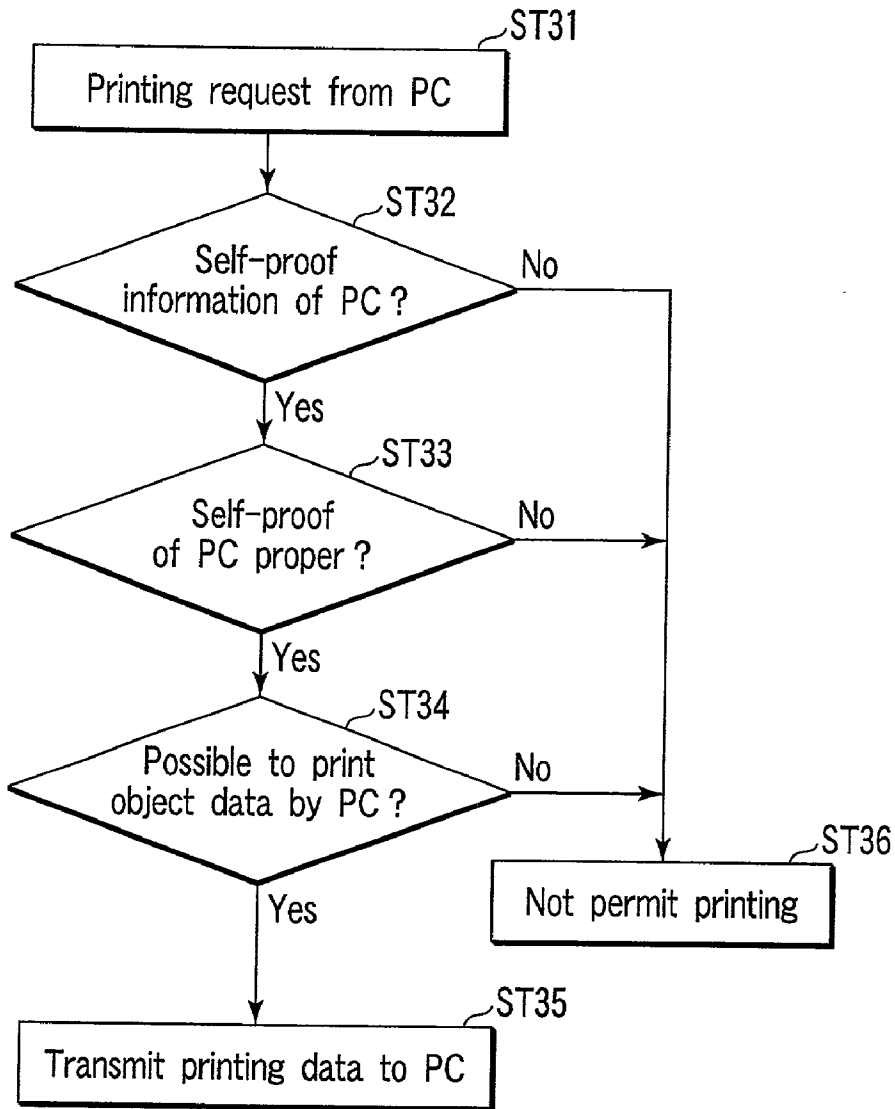 ST31
Printing request from PC
ST32
Self-proof
information of PC ?
No
Yes
ST33
Self-proof
of PC proper ?
No
Yes
ST34
Possible to print
object data by PC ?
No
ST36
Not permit printing
Yes
ST35
Transmit printing data to PC